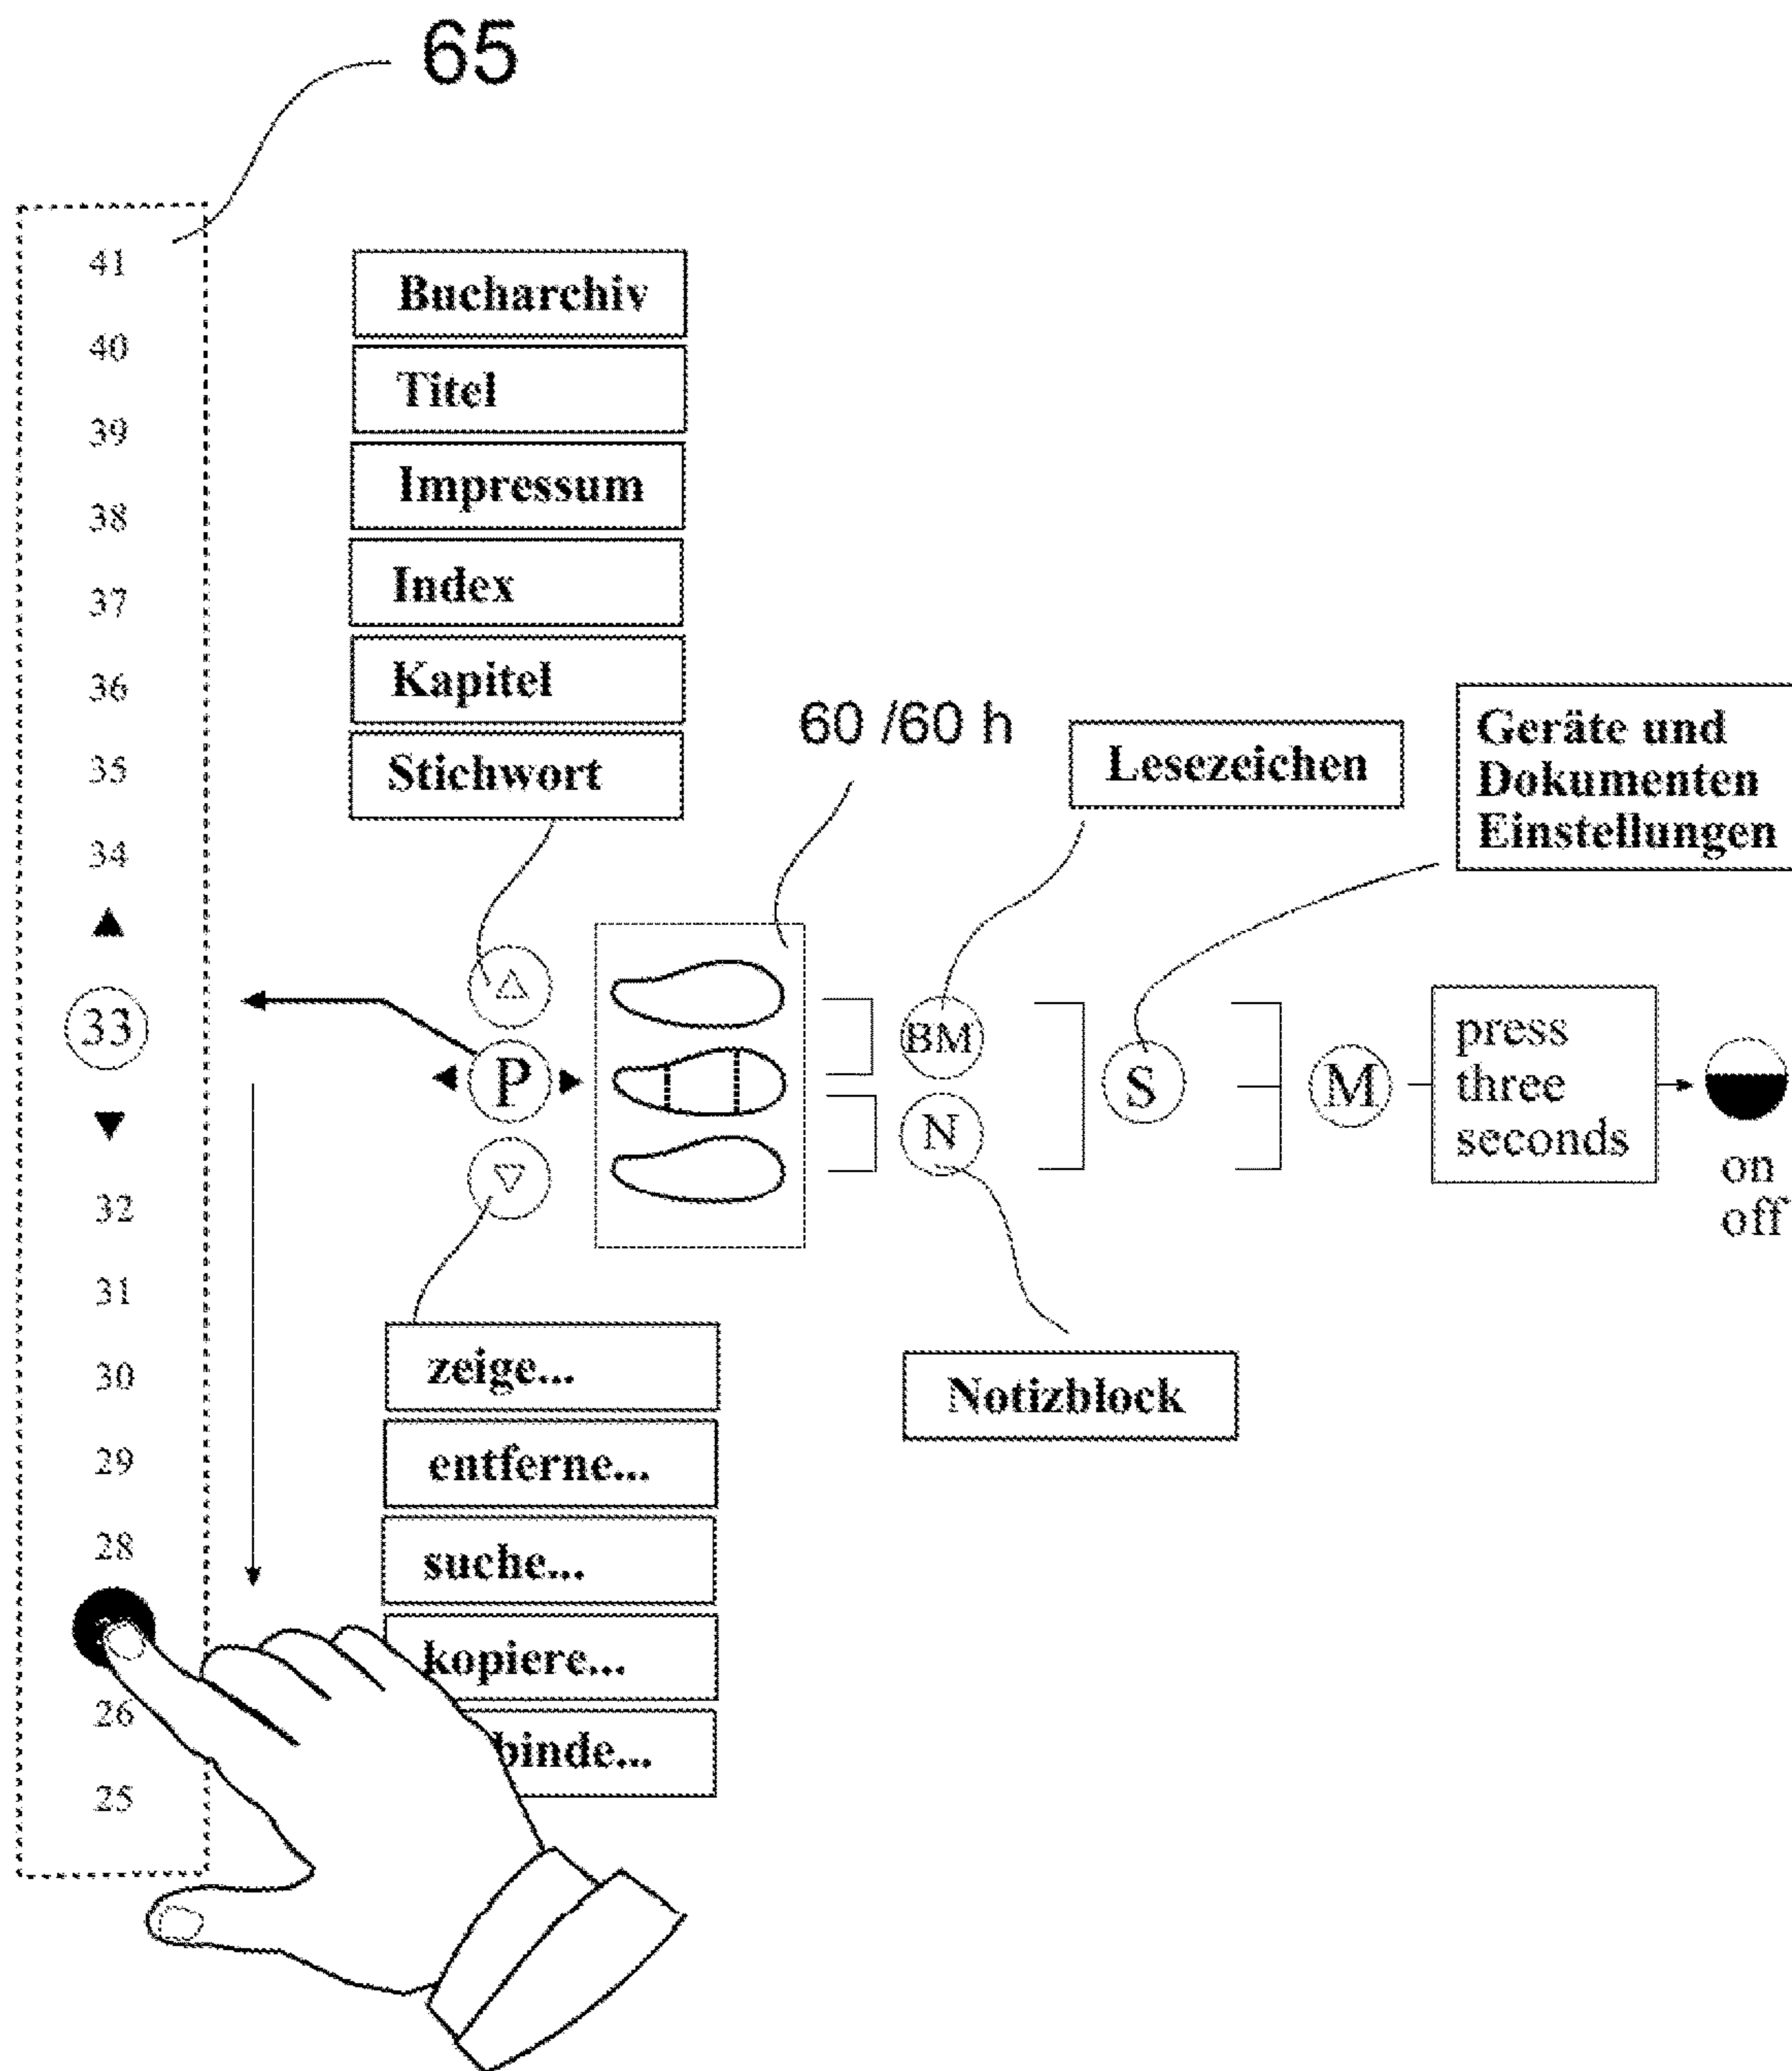 65
41
40
39
38
37
36
35
34
33
32
31
30
29
28
26
25
Bucharchiv
Titel
Impressum
Index
Kapitel
Stichwort
60 /60 h
Lesezeichen
Geräte und
Dokumenten
Einstellungen
P
BM
N
S
M
press
three
seconds
on
off
zeige...
entferne...
suche...
kopiere...
binde...
Notizblock